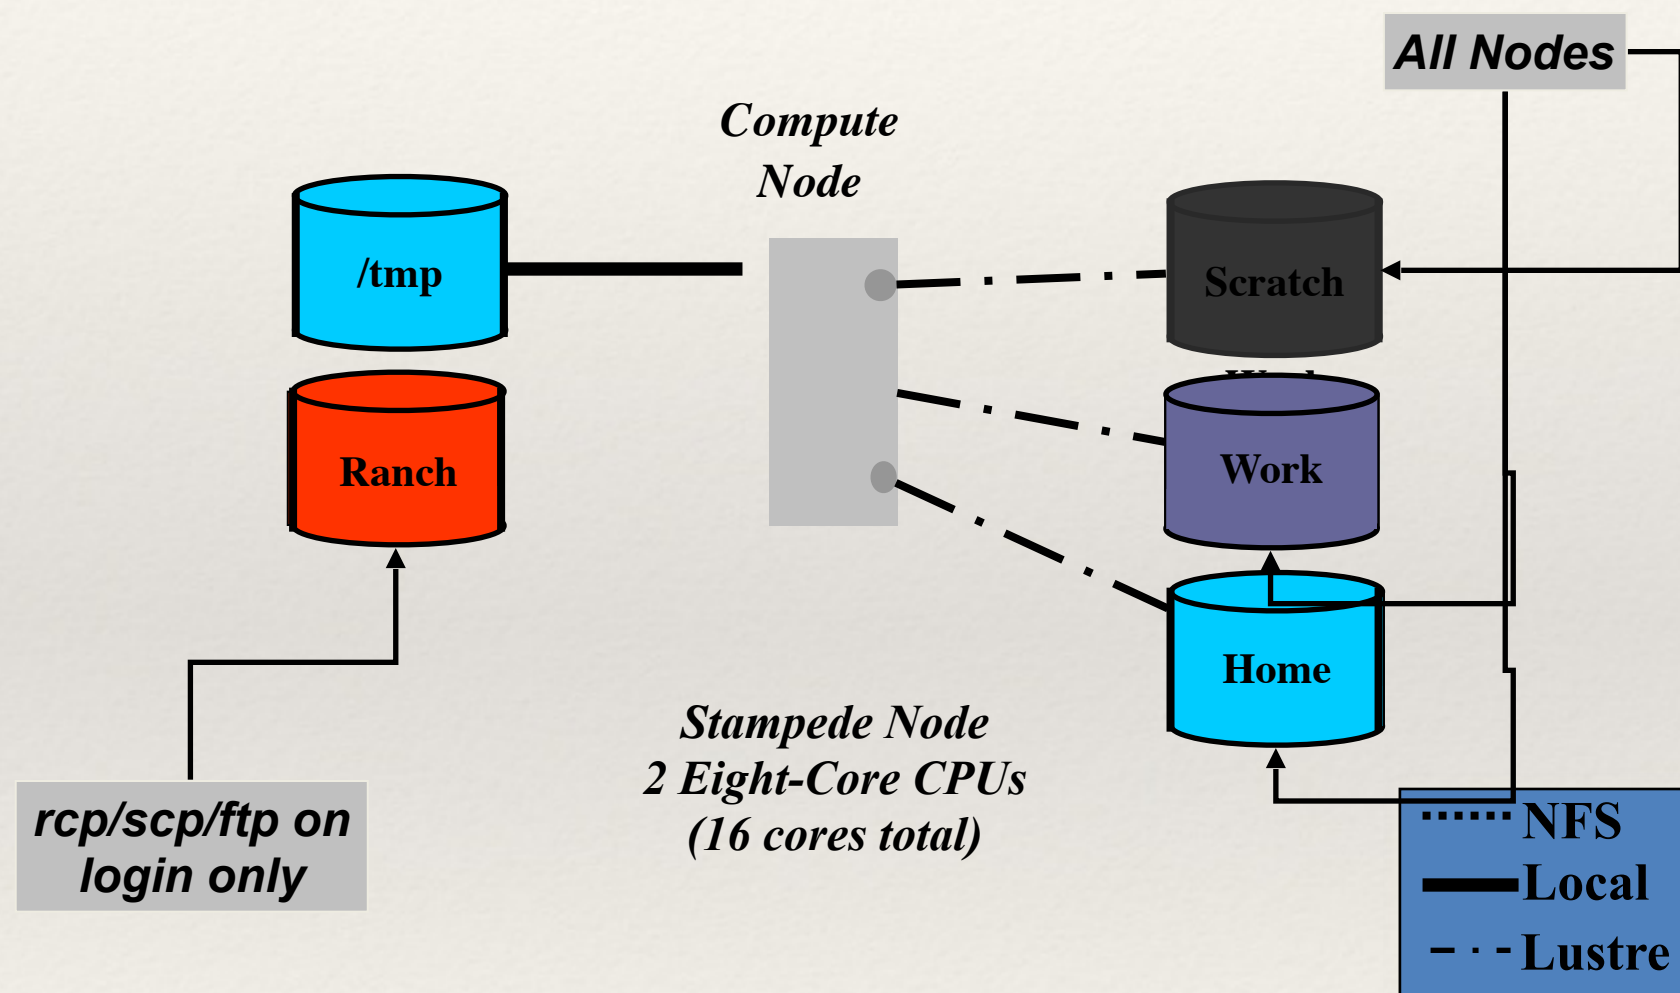 All Nodes
Compute
Node
/tmp
Scratch
Ranch
Work
Home
Stampede Node
2 Eight-Core CPUs
(16 cores total)
rcp/scp/ftp on
login only
NFS
Local
Lustre